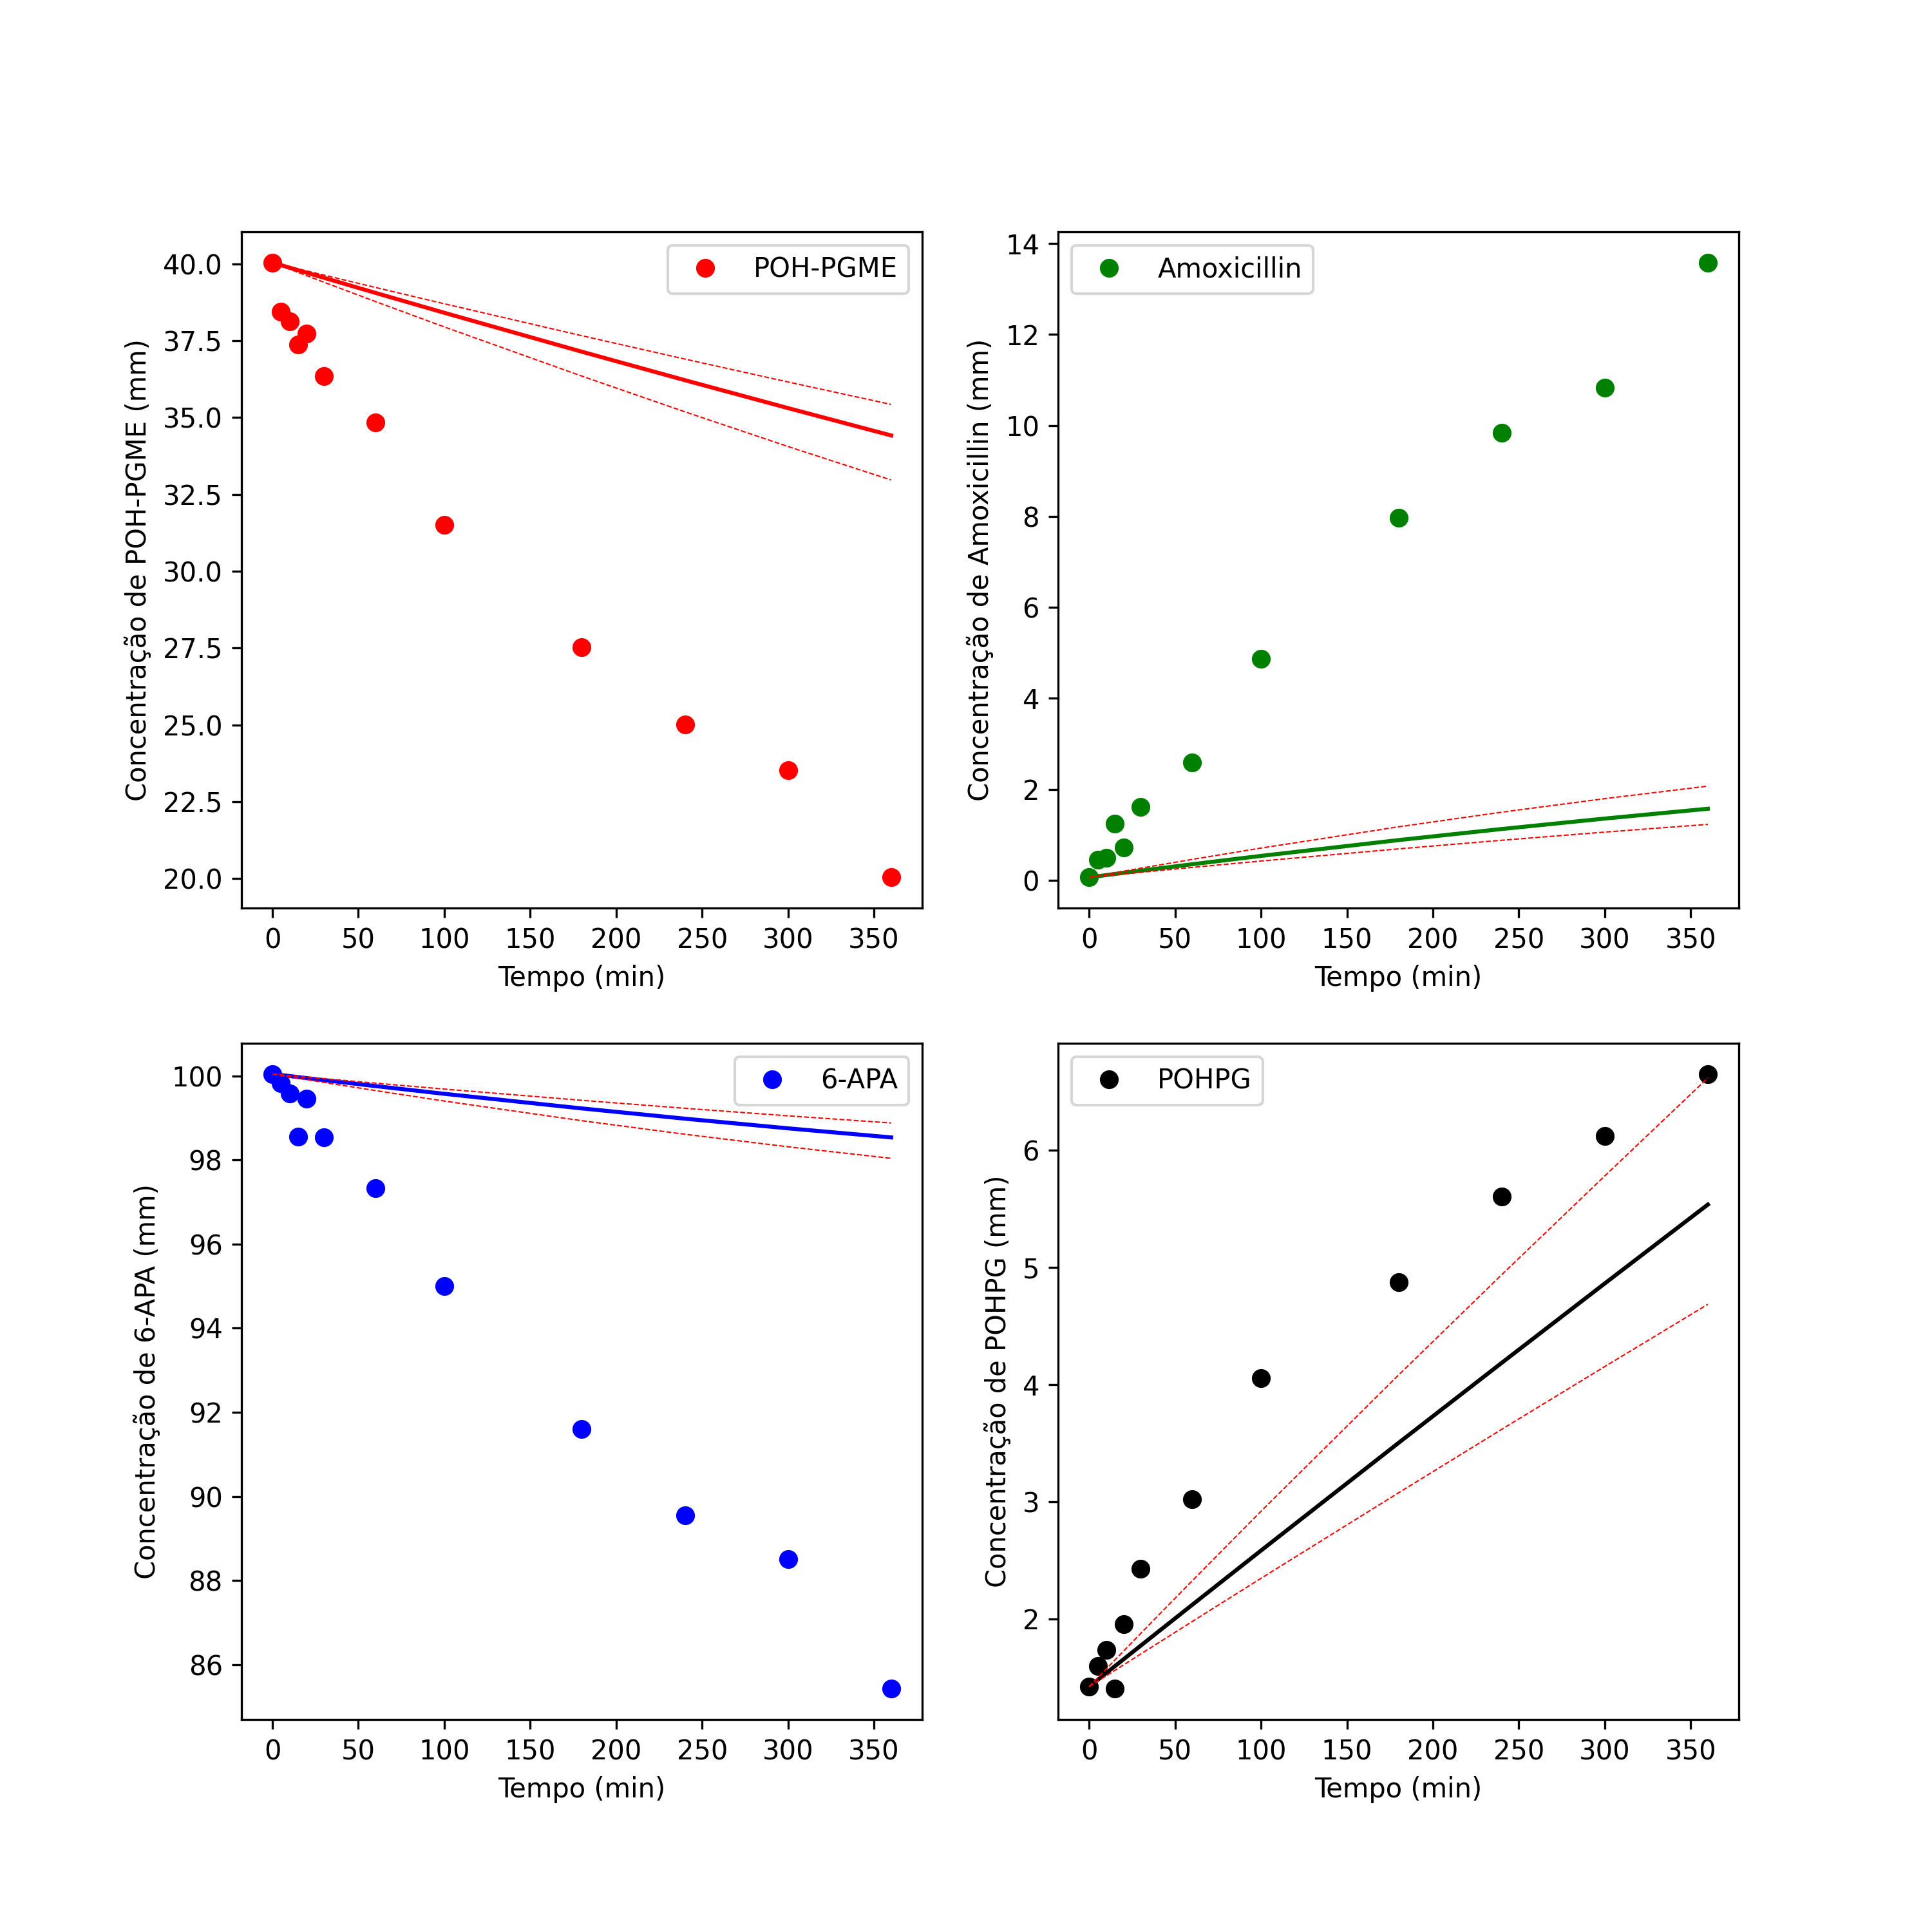 POH-PGME
Concentração de POH-PGME (mm)
40.0
37.5
35.0
32.5
30.0
27.5
25.0
22.5
20.0
0 50 100 150 200 250 300 350
Tempo (min)
Amoxicillin
Concentração de Amoxicillin (mm)
14
12
10
8
6
4
2
0
0 50 100 150 200 250 300 350
Tempo (min)
6-APA
Concentração de 6-APA (mm)
100
98
96
94
92
90
88
86
0 50 100 150 200 250 300 350
Tempo (min)
POHPG
Concentração de POHPG (mm)
6
5
4
3
2
0 50 100 150 200 250 300 350
Tempo (min)